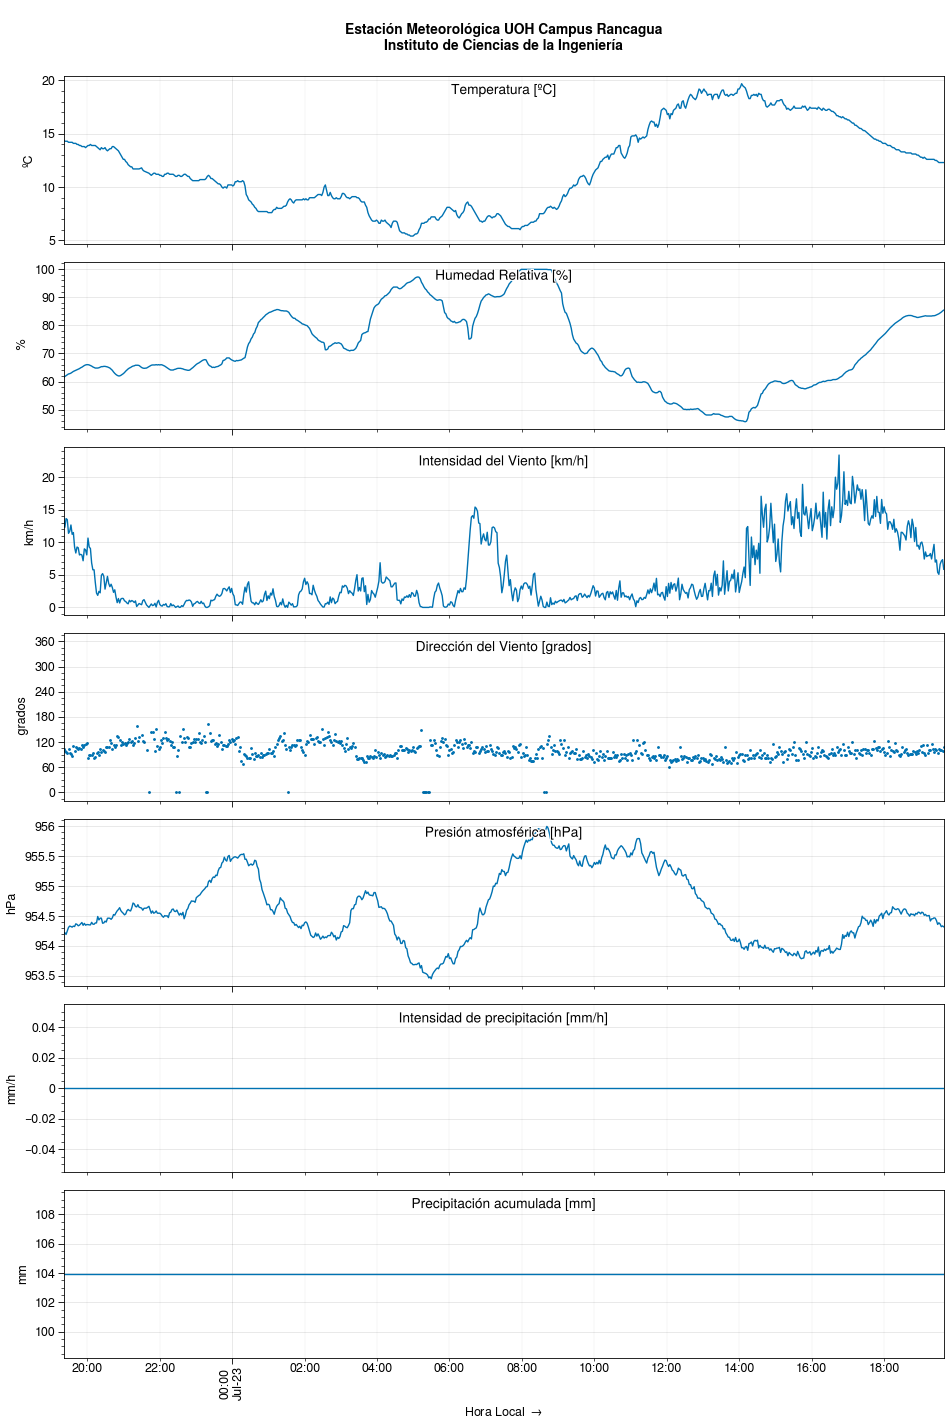 Estación Meteorológica UOH Campus Rancagua
Instituto de Ciencias de la Ingeniería
Temperatura [ºC]
ºC
20
15
10
5
Humedad Relativa [%]
%
100
90
80
70
60
50
Intensidad del Viento [km/h]
km/h
20
15
10
5
0
Dirección del Viento [grados]
grados
360
300
240
180
120
60
0
Presión atmosférica [hPa]
hPa
956
955.5
955
954.5
954
953.5
Intensidad de precipitación [mm/h]
mm/h
0.04
0.02
0
−0.02
−0.04
Precipitación acumulada [mm]
mm
108
106
104
102
100
20:00 22:00 00:00 02:00 04:00 06:00 08:00 10:00 12:00 14:00 16:00 18:00
Jul-23
Hora Local →